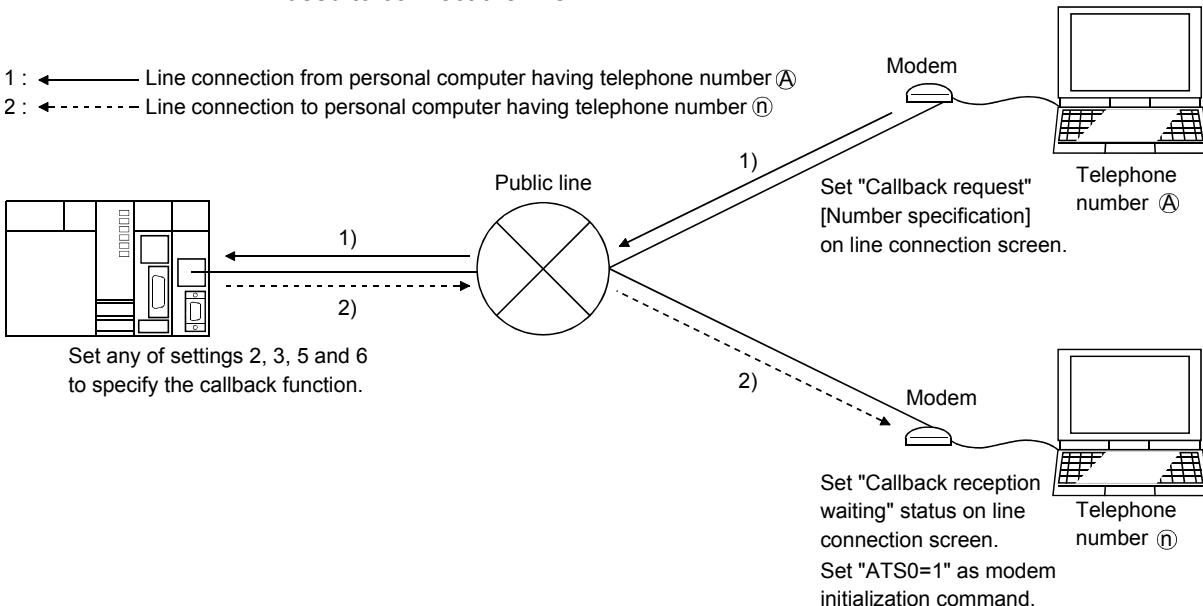 1 : Line connection from personal computer having telephone number Ⓐ
2 : Line connection to personal computer having telephone number ⓝ
Modem
1)
Public line
Telephone
number Ⓐ
Set "Callback request"
[Number specification]
on line connection screen.
1)
2)
Set any of settings 2, 3, 5 and 6
to specify the callback function.
2)
Modem
Set "Callback reception
waiting" status on line
connection screen.
Set "ATS0=1" as modem
initialization command.
Telephone
number ⓝ